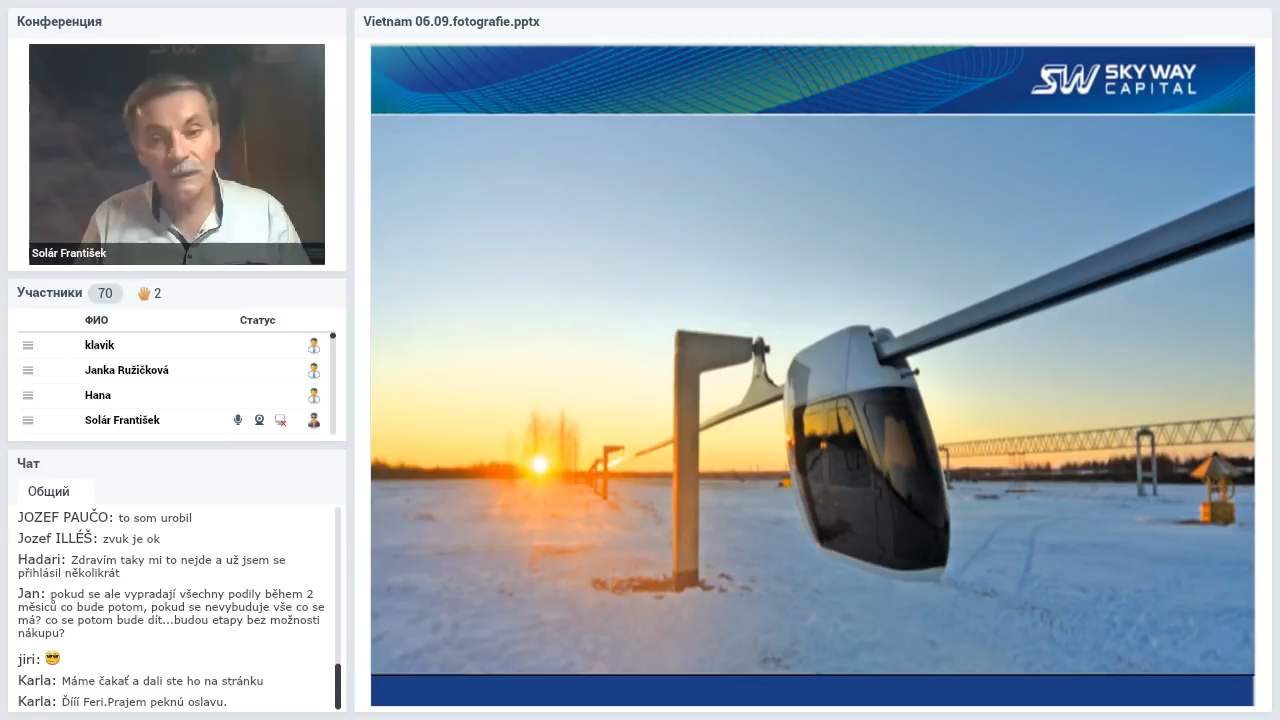 Конференция
Solár František
Участники 70 2
ФИО Статус
klavik
Janka Ružičková
Hana
Solár František
Чат
Общий
JOZEF PAUČO: to som urobil
Jozef ILLÉŠ: zvuk je ok
Hadari: Zdravím taky mi to nejde a už jsem se
přihlásil několikrát
Jan: pokud se ale vypradají všechny podily během 2
měsiců co bude potom, pokud se nevybuduje vše co se
má? co se potom bude dít...budou etapy bez možnosti
nákupu?
jiri:
Karla: Máme čakať a dali ste ho na stránku
Karla: Ďííí Feri.Prajem peknú oslavu.
Vietnam 06.09.fotografie.pptx
SW SKY WAY
CAPITAL